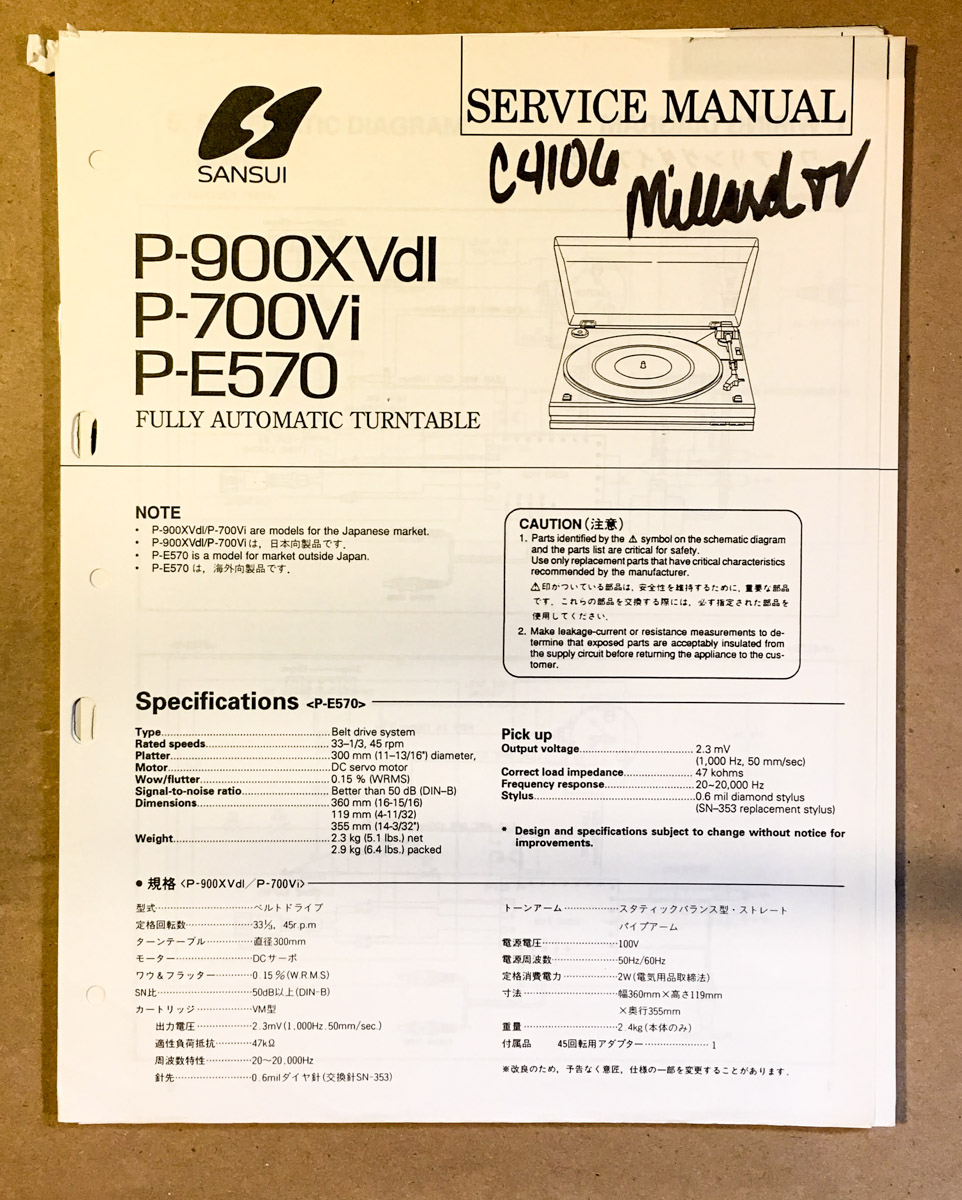 SERVICE MANUAL
SANSUI
C4106
Millard TV
P-900XVdI
P-700Vi
P-E570
FULLY AUTOMATIC TURNTABLE
NOTE
• P-900XVdI/P-700Vi are models for the Japanese market.
• P-900XVdI/P-700Vi は，日本向製品です．
• P-E570 is a model for market outside Japan.
• P-E570 は，海外向製品です．
CAUTION (注意)
1. Parts identified by the ⚠ symbol on the schematic diagram
and the parts list are critical for safety.
Use only replacement parts that have critical characteristics
recommended by the manufacturer.
⚠印かついている部品は，安全性を維持するために，重要な部品
です．これらの部品を交換する際には，必ず指定された部品を
使用してください．
2. Make leakage-current or resistance measurements to de-
termine that exposed parts are acceptably insulated from
the supply circuit before returning the appliance to the cus-
tomer.
Specifications <P-E570>
Type..........Belt drive system
Rated speeds..........33–1/3, 45 rpm
Platter..........300 mm (11–13/16") diameter,
Motor..........DC servo motor
Wow/flutter..........0.15 % (WRMS)
Signal-to-noise ratio..........Better than 50 dB (DIN–B)
Dimensions..........360 mm (16-15/16)
119 mm (4-11/32)
355 mm (14-3/32")
Weight..........2.3 kg (5.1 lbs.) net
2.9 kg (6.4 lbs.) packed
Pick up
Output voltage..........2.3 mV
(1,000 Hz, 50 mm/sec)
Correct load impedance..........47 kohms
Frequency response..........20~20,000 Hz
Stylus..........0.6 mil diamond stylus
(SN–353 replacement stylus)
• Design and specifications subject to change without notice for
improvements.
● 規格 <P-900XVdI／P-700Vi>
型式··········ベルトドライブ
定格回転数··········33⅓，45r.p.m
ターンテーブル··········直径300mm
モーター··········DCサーボ
ワウ＆フラッター··········0.15％(W.R.M.S)
SN比··········50dB以上(DIN-B)
カートリッジ··········VM型
出力電圧··········2.3mV(1,000Hz.50mm/sec.)
適性負荷抵抗··········47kΩ
周波数特性··········20～20.000Hz
針先··········0.6milダイヤ針(交換針SN-353)
トーンアーム··········スタティックバランス型・ストレート
パイプアーム
電源電圧··········100V
電源周波数··········50Hz/60Hz
定格消費電力··········2W(電気用品取締法)
寸法··········幅360mm×高さ119mm
×奥行355mm
重量··········2.4kg(本体のみ)
付属品 45回転用アダプター··········1
※改良のため，予告なく意匠，仕様の一部を変更することがあります．